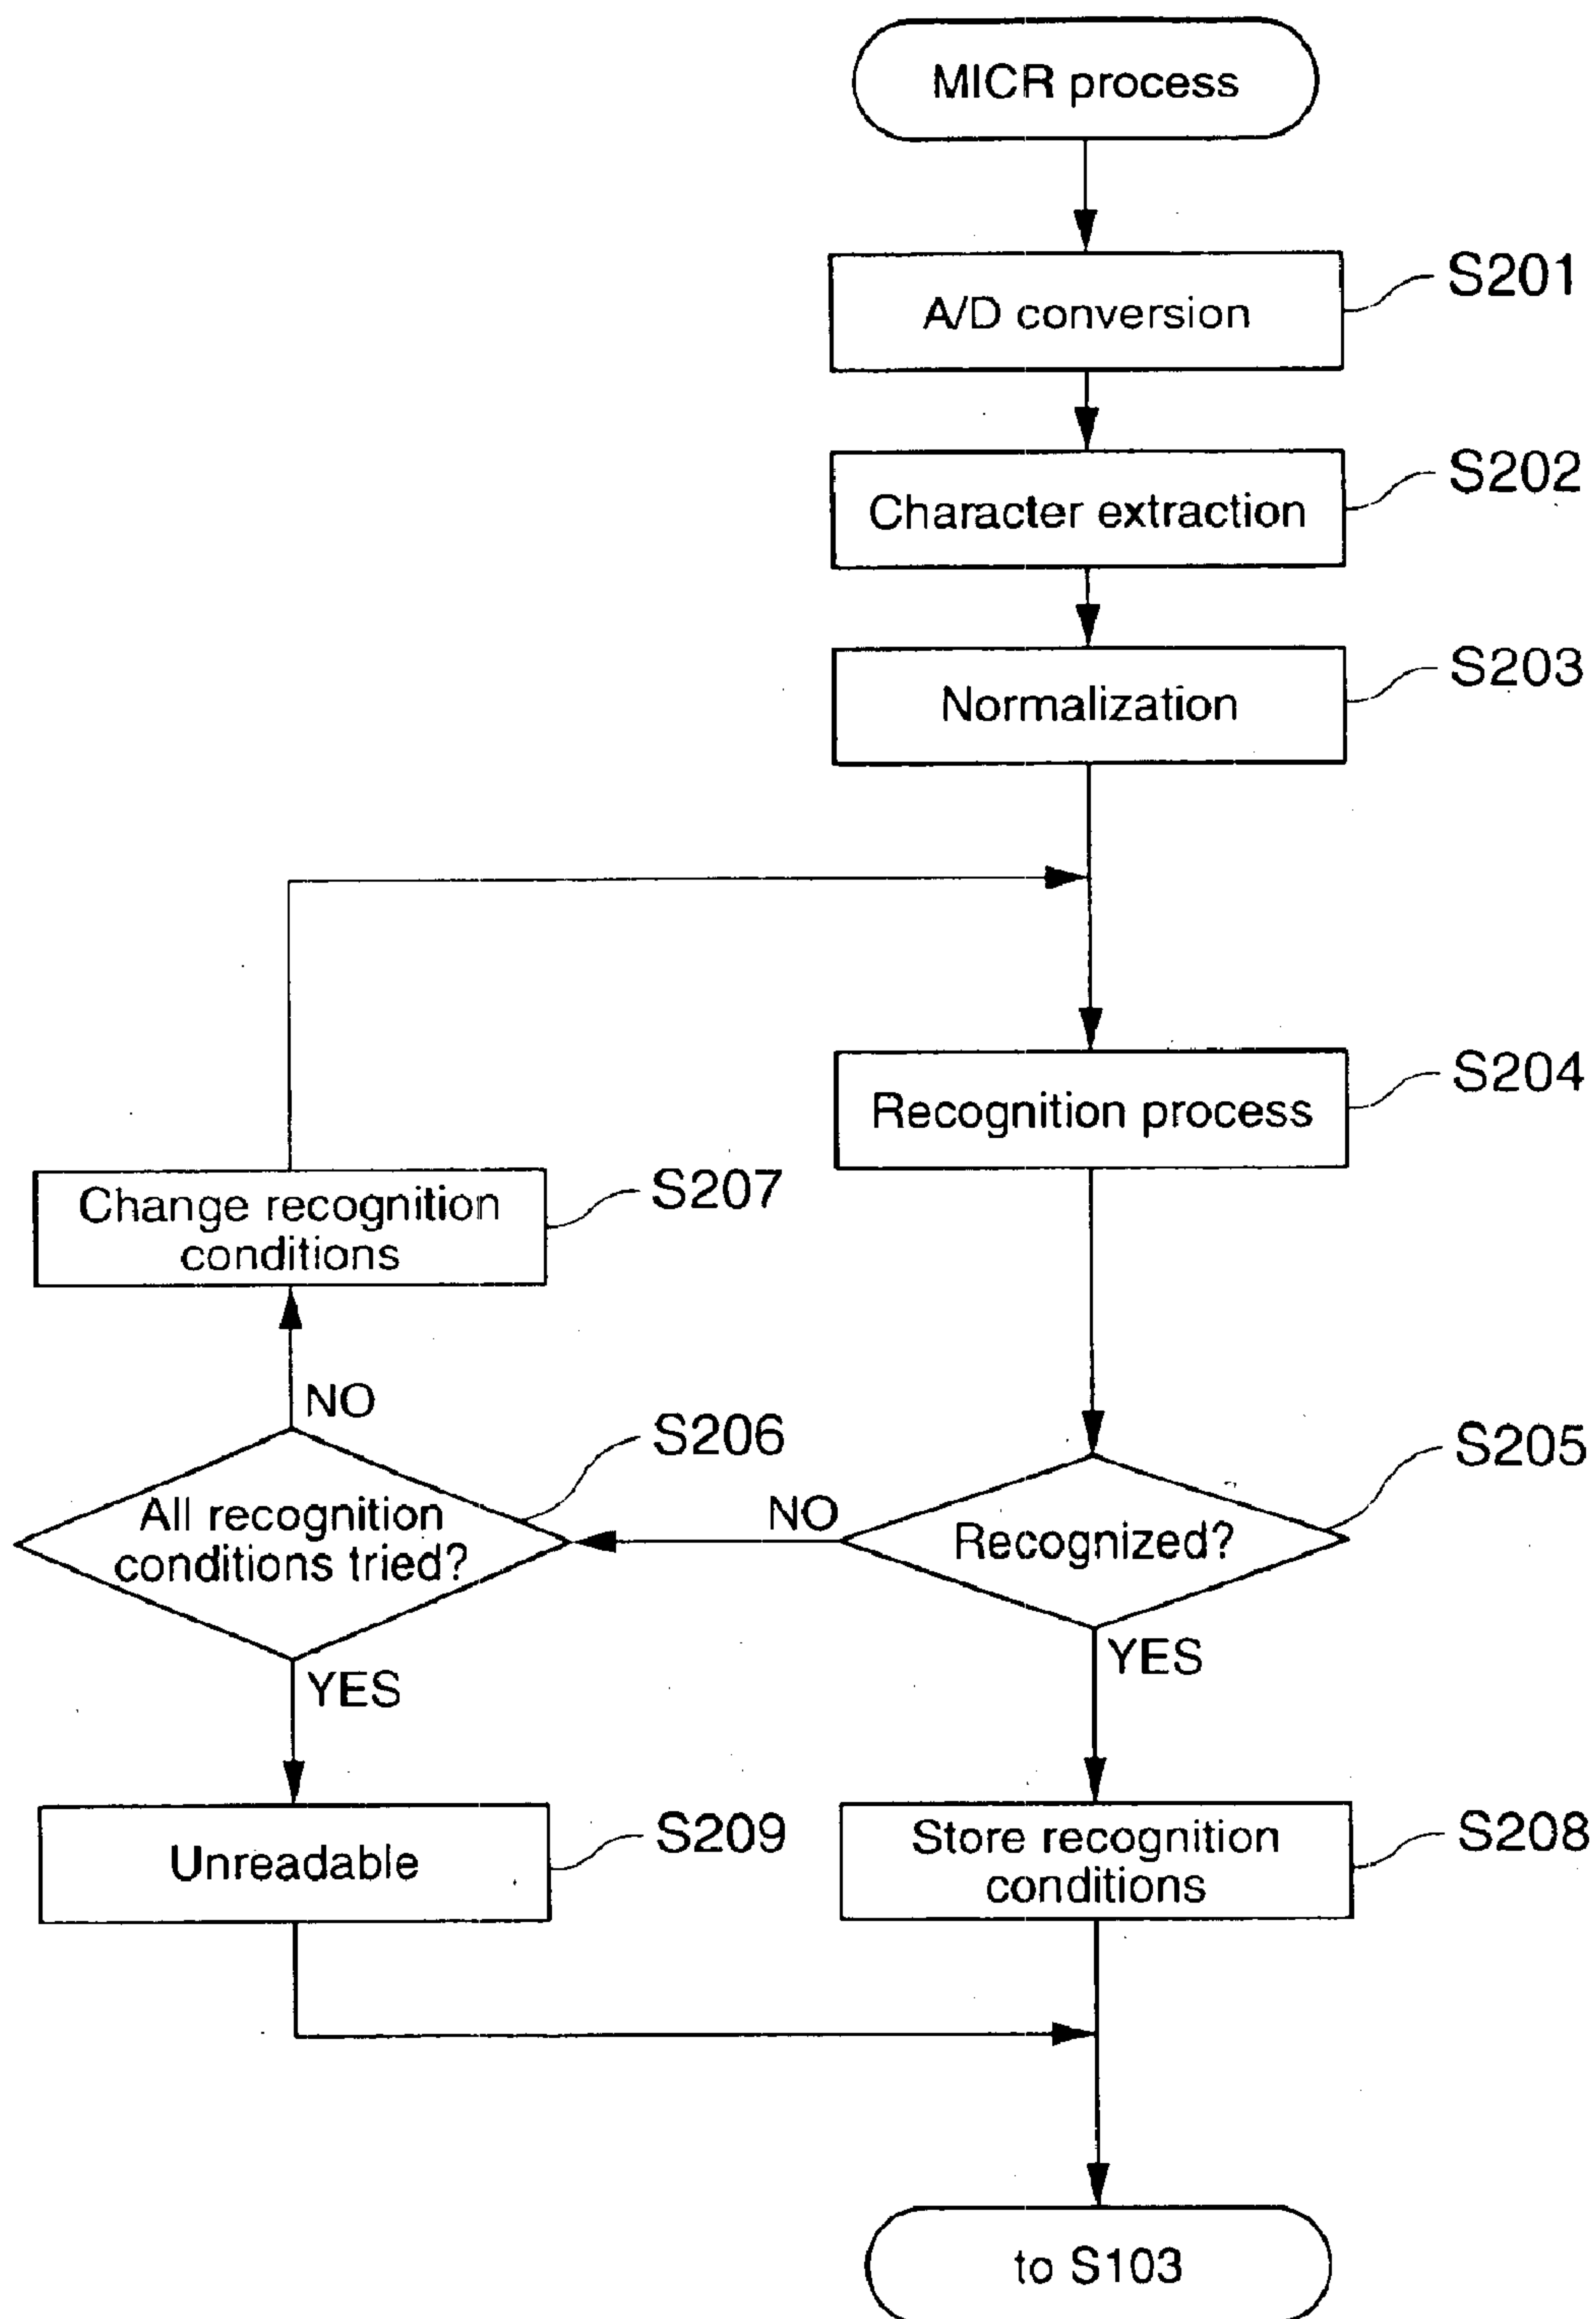 MICR process
A/D conversion
S201
Character extraction
S202
Normalization
S203
Recognition process
S204
Change recognition
conditions
S207
NO
All recognition
conditions tried?
S206
NO
Recognized?
S205
YES
YES
Unreadable
S209
Store recognition
conditions
S208
to S103